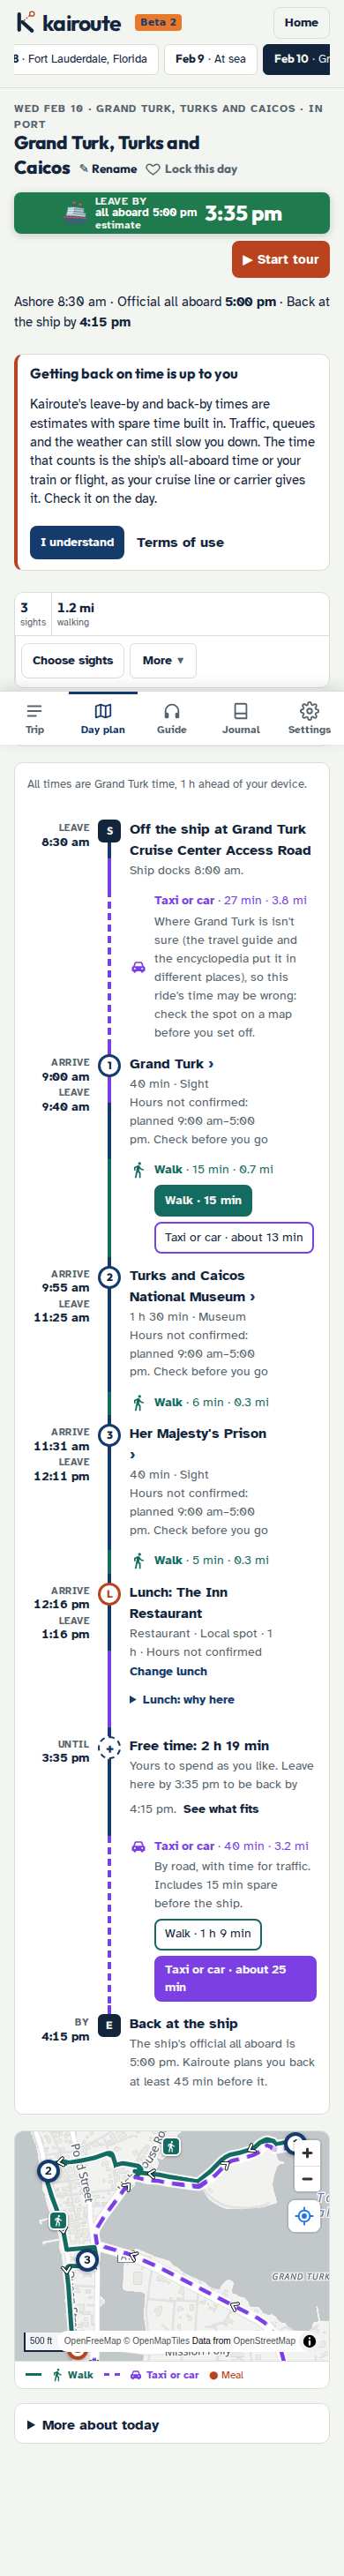 kairoute Beta 2 Home
8 · Fort Lauderdale, Florida Feb 9 · At sea Feb 10 · Gr
WED FEB 10 · GRAND TURK, TURKS AND CAICOS · IN
PORT
Grand Turk, Turks and
Caicos ✎ Rename Lock this day
LEAVE BY
all aboard 5:00 pm
estimate
3:35 pm
▶ Start tour
Ashore 8:30 am · Official all aboard 5:00 pm · Back at
the ship by 4:15 pm
Getting back on time is up to you
Kairoute's leave-by and back-by times are
estimates with spare time built in. Traffic, queues
and the weather can still slow you down. The time
that counts is the ship's all-aboard time or your
train or flight, as your cruise line or carrier gives
it. Check it on the day.
I understand Terms of use
3 1.2 mi
sights walking
Choose sights More ▾
Trip Day plan Guide Journal Settings
All times are Grand Turk time, 1 h ahead of your device.
LEAVE
8:30 am
S
Off the ship at Grand Turk
Cruise Center Access Road
Ship docks 8:00 am.
Taxi or car · 27 min · 3.8 mi
Where Grand Turk is isn't
sure (the travel guide and
the encyclopedia put it in
different places), so this
ride's time may be wrong:
check the spot on a map
before you set off.
ARRIVE
9:00 am
LEAVE
9:40 am
1
Grand Turk ›
40 min · Sight
Hours not confirmed:
planned 9:00 am–5:00
pm. Check before you go
Walk · 15 min · 0.7 mi
Walk · 15 min
Taxi or car · about 13 min
ARRIVE
9:55 am
LEAVE
11:25 am
2
Turks and Caicos
National Museum ›
1 h 30 min · Museum
Hours not confirmed:
planned 9:00 am–5:00
pm. Check before you go
Walk · 6 min · 0.3 mi
ARRIVE
11:31 am
LEAVE
12:11 pm
3
Her Majesty's Prison
›
40 min · Sight
Hours not confirmed:
planned 9:00 am–5:00
pm. Check before you go
Walk · 5 min · 0.3 mi
ARRIVE
12:16 pm
LEAVE
1:16 pm
L
Lunch: The Inn
Restaurant
Restaurant · Local spot · 1
h · Hours not confirmed
Change lunch
▶ Lunch: why here
UNTIL
3:35 pm
+
Free time: 2 h 19 min
Yours to spend as you like. Leave
here by 3:35 pm to be back by
4:15 pm. See what fits
Taxi or car · 40 min · 3.2 mi
By road, with time for traffic.
Includes 15 min spare
before the ship.
Walk · 1 h 9 min
Taxi or car · about 25
min
BY
4:15 pm
E
Back at the ship
The ship's official all aboard is
5:00 pm. Kairoute plans you back
at least 45 min before it.
Pond Street
2
3
+
−
GRAND TURK
500 ft OpenFreeMap © OpenMapTiles Data from OpenStreetMap
Walk Taxi or car Meal
▶ More about today